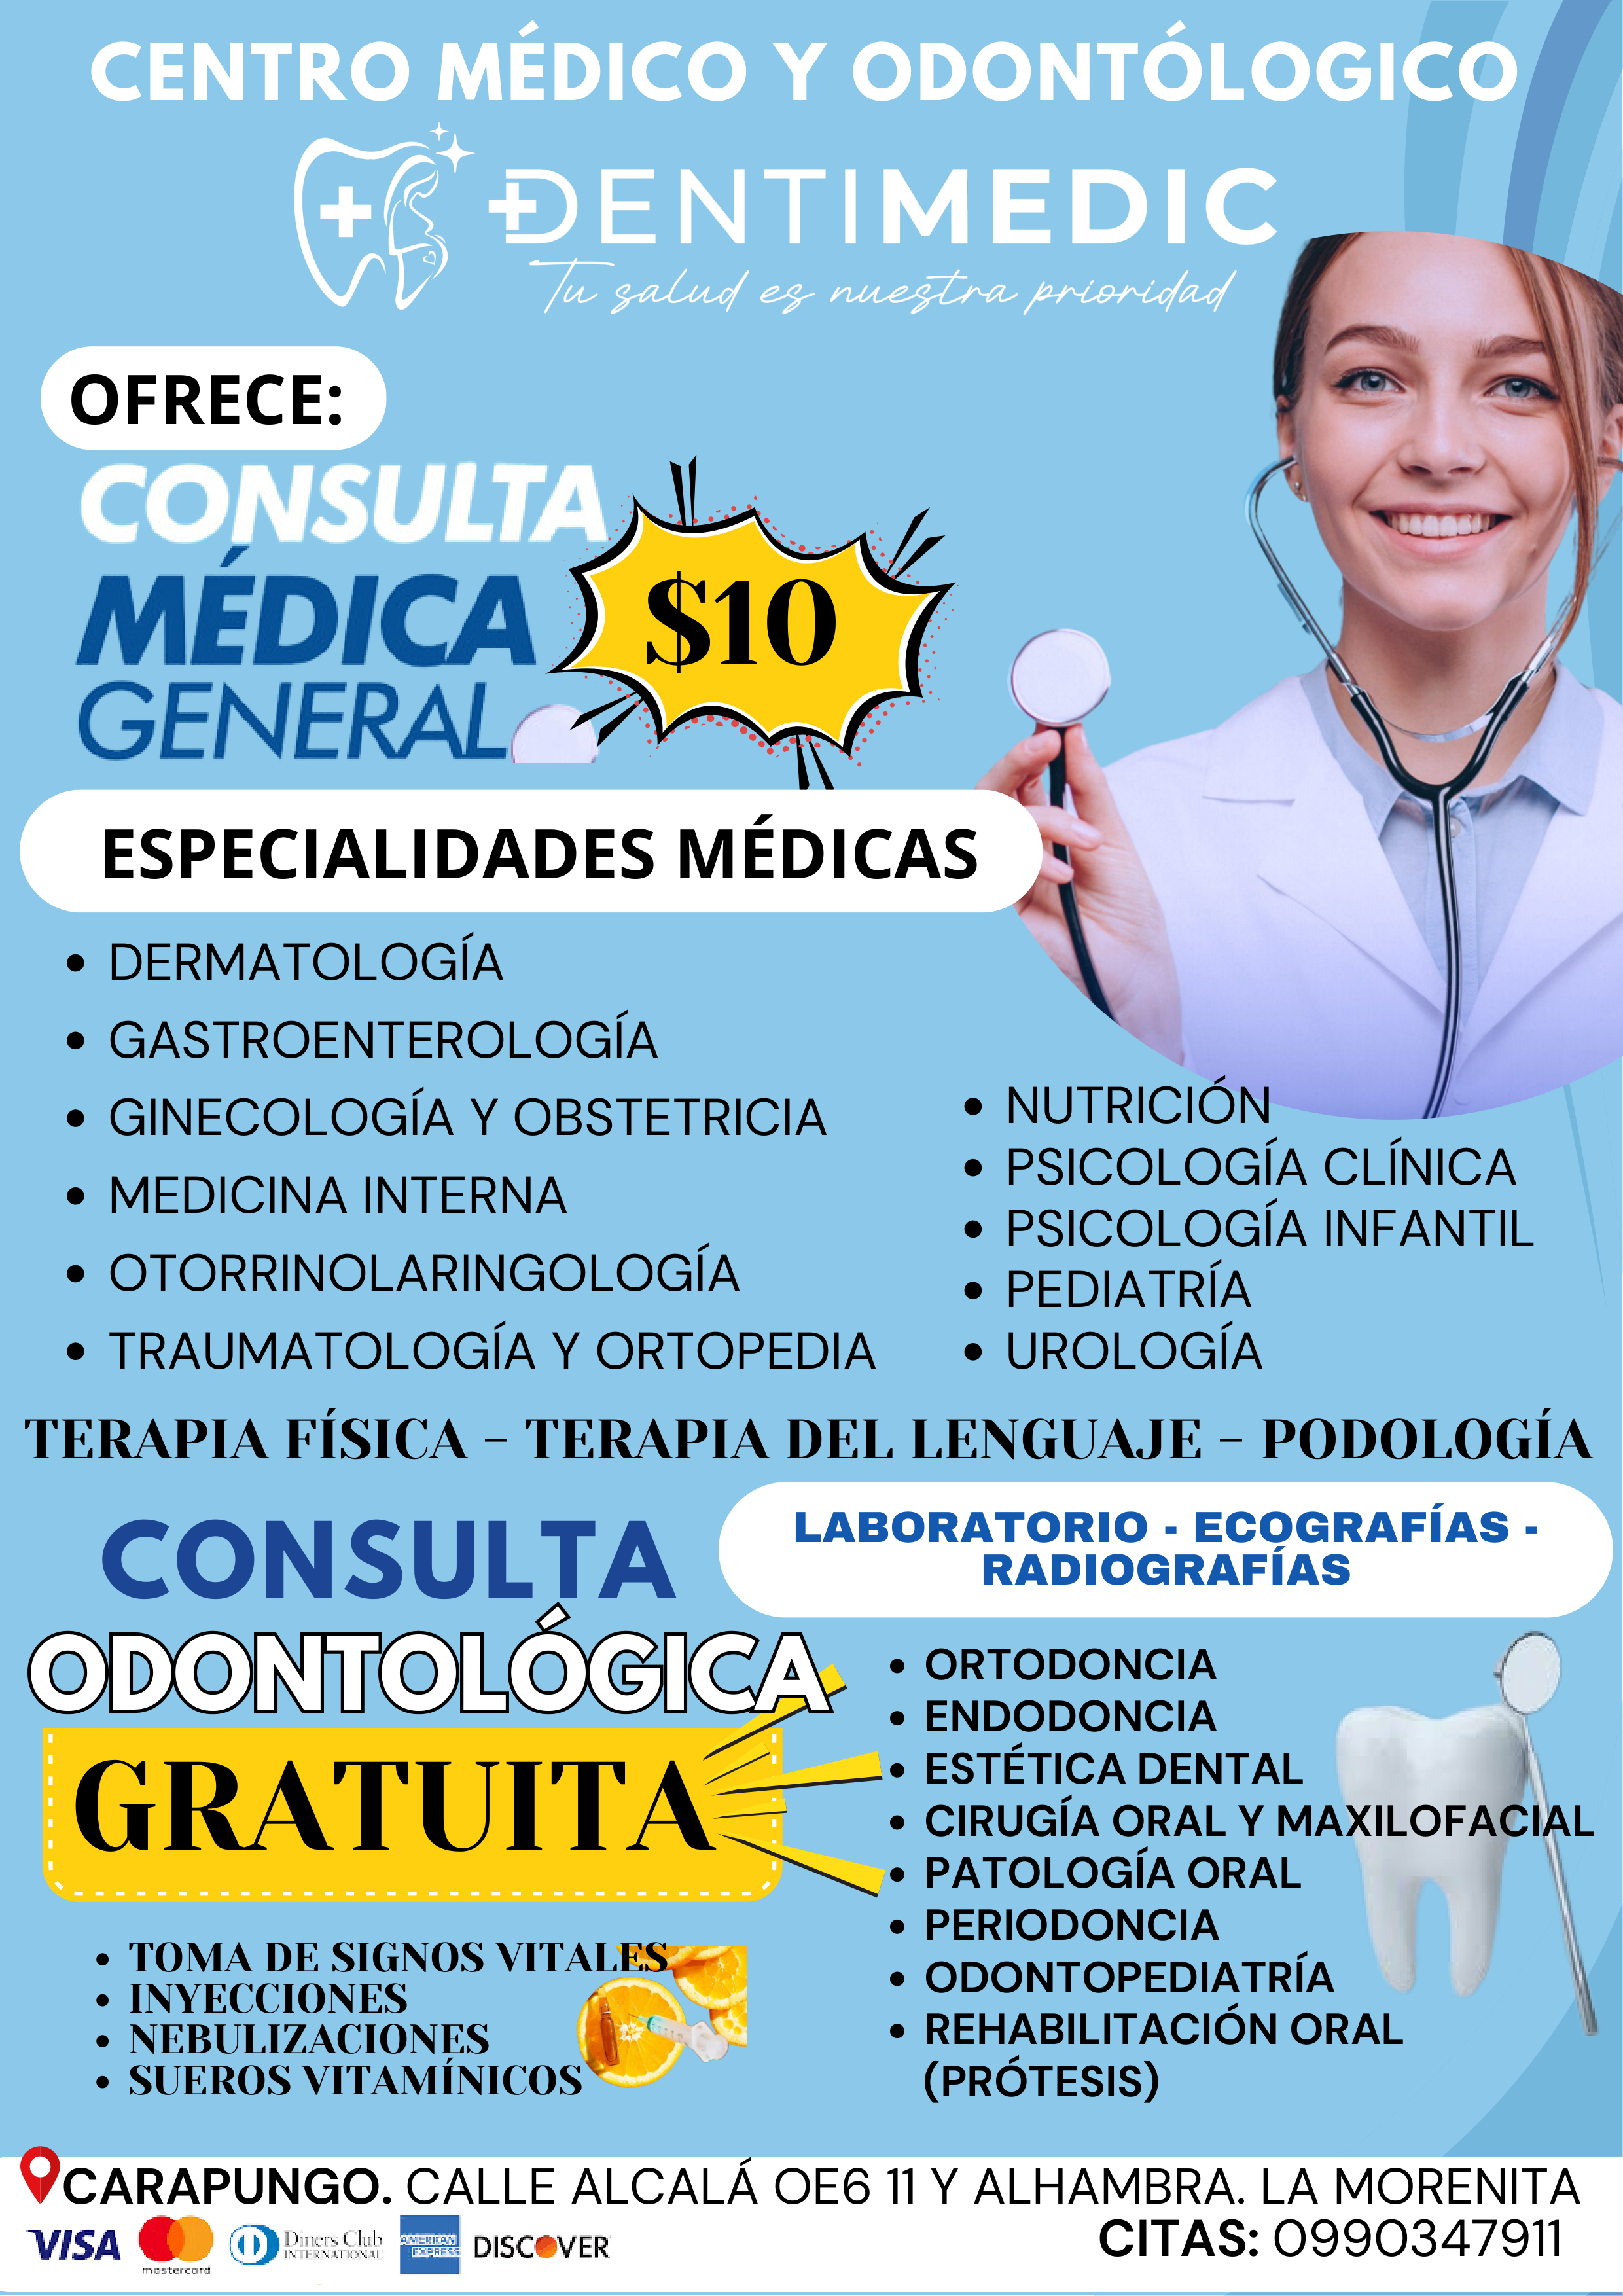 CENTRO MÉDICO Y ODONTÓLOGICO
DENTIMEDIC
Tu salud es nuestra prioridad
OFRECE:
CONSULTA
MÉDICA
GENERAL
$10
ESPECIALIDADES MÉDICAS
• DERMATOLOGÍA
• GASTROENTEROLOGÍA
• GINECOLOGÍA Y OBSTETRICIA
• MEDICINA INTERNA
• OTORRINOLARINGOLOGÍA
• TRAUMATOLOGÍA Y ORTOPEDIA
• NUTRICIÓN
• PSICOLOGÍA CLÍNICA
• PSICOLOGÍA INFANTIL
• PEDIATRÍA
• UROLOGÍA
TERAPIA FÍSICA - TERAPIA DEL LENGUAJE - PODOLOGÍA
LABORATORIO - ECOGRAFÍAS -
RADIOGRAFÍAS
CONSULTA
ODONTOLÓGICA
GRATUITA
• ORTODONCIA
• ENDODONCIA
• ESTÉTICA DENTAL
• CIRUGÍA ORAL Y MAXILOFACIAL
• PATOLOGÍA ORAL
• PERIODONCIA
• ODONTOPEDIATRÍA
• REHABILITACIÓN ORAL
(PRÓTESIS)
• TOMA DE SIGNOS VITALES
• INYECCIONES
• NEBULIZACIONES
• SUEROS VITAMÍNICOS
CARAPUNGO. CALLE ALCALÁ OE6 11 Y ALHAMBRA. LA MORENITA
CITAS: 0990347911
VISA
mastercard
Diners Club
INTERNATIONAL
AMERICAN
EXPRESS
DISCOVER